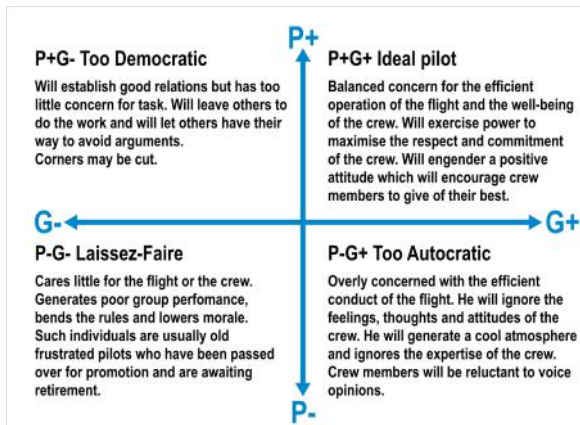 P+
P+G- Too Democratic
Will establish good relations but has too
little concern for task. Will leave others to
do the work and will let others have their
way to avoid arguments.
Corners may be cut.
P+G+ Ideal pilot
Balanced concern for the efficient
operation of the flight and the well-being
of the crew. Will exercise power to
maximise the respect and commitment
of the crew. Will engender a positive
attitude which will encourage crew
members to give of their best.
G-
G+
P-G- Laissez-Faire
Cares little for the flight or the crew.
Generates poor group perfomance,
bends the rules and lowers morale.
Such individuals are usually old
frustrated pilots who have been passed
over for promotion and are awaiting
retirement.
P-G+ Too Autocratic
Overly concerned with the efficient
conduct of the flight. He will ignore the
feelings, thoughts and attitudes of the
crew. He will generate a cool atmosphere
and ignores the expertise of the crew.
Crew members will be reluctant to voice
opinions.
P-